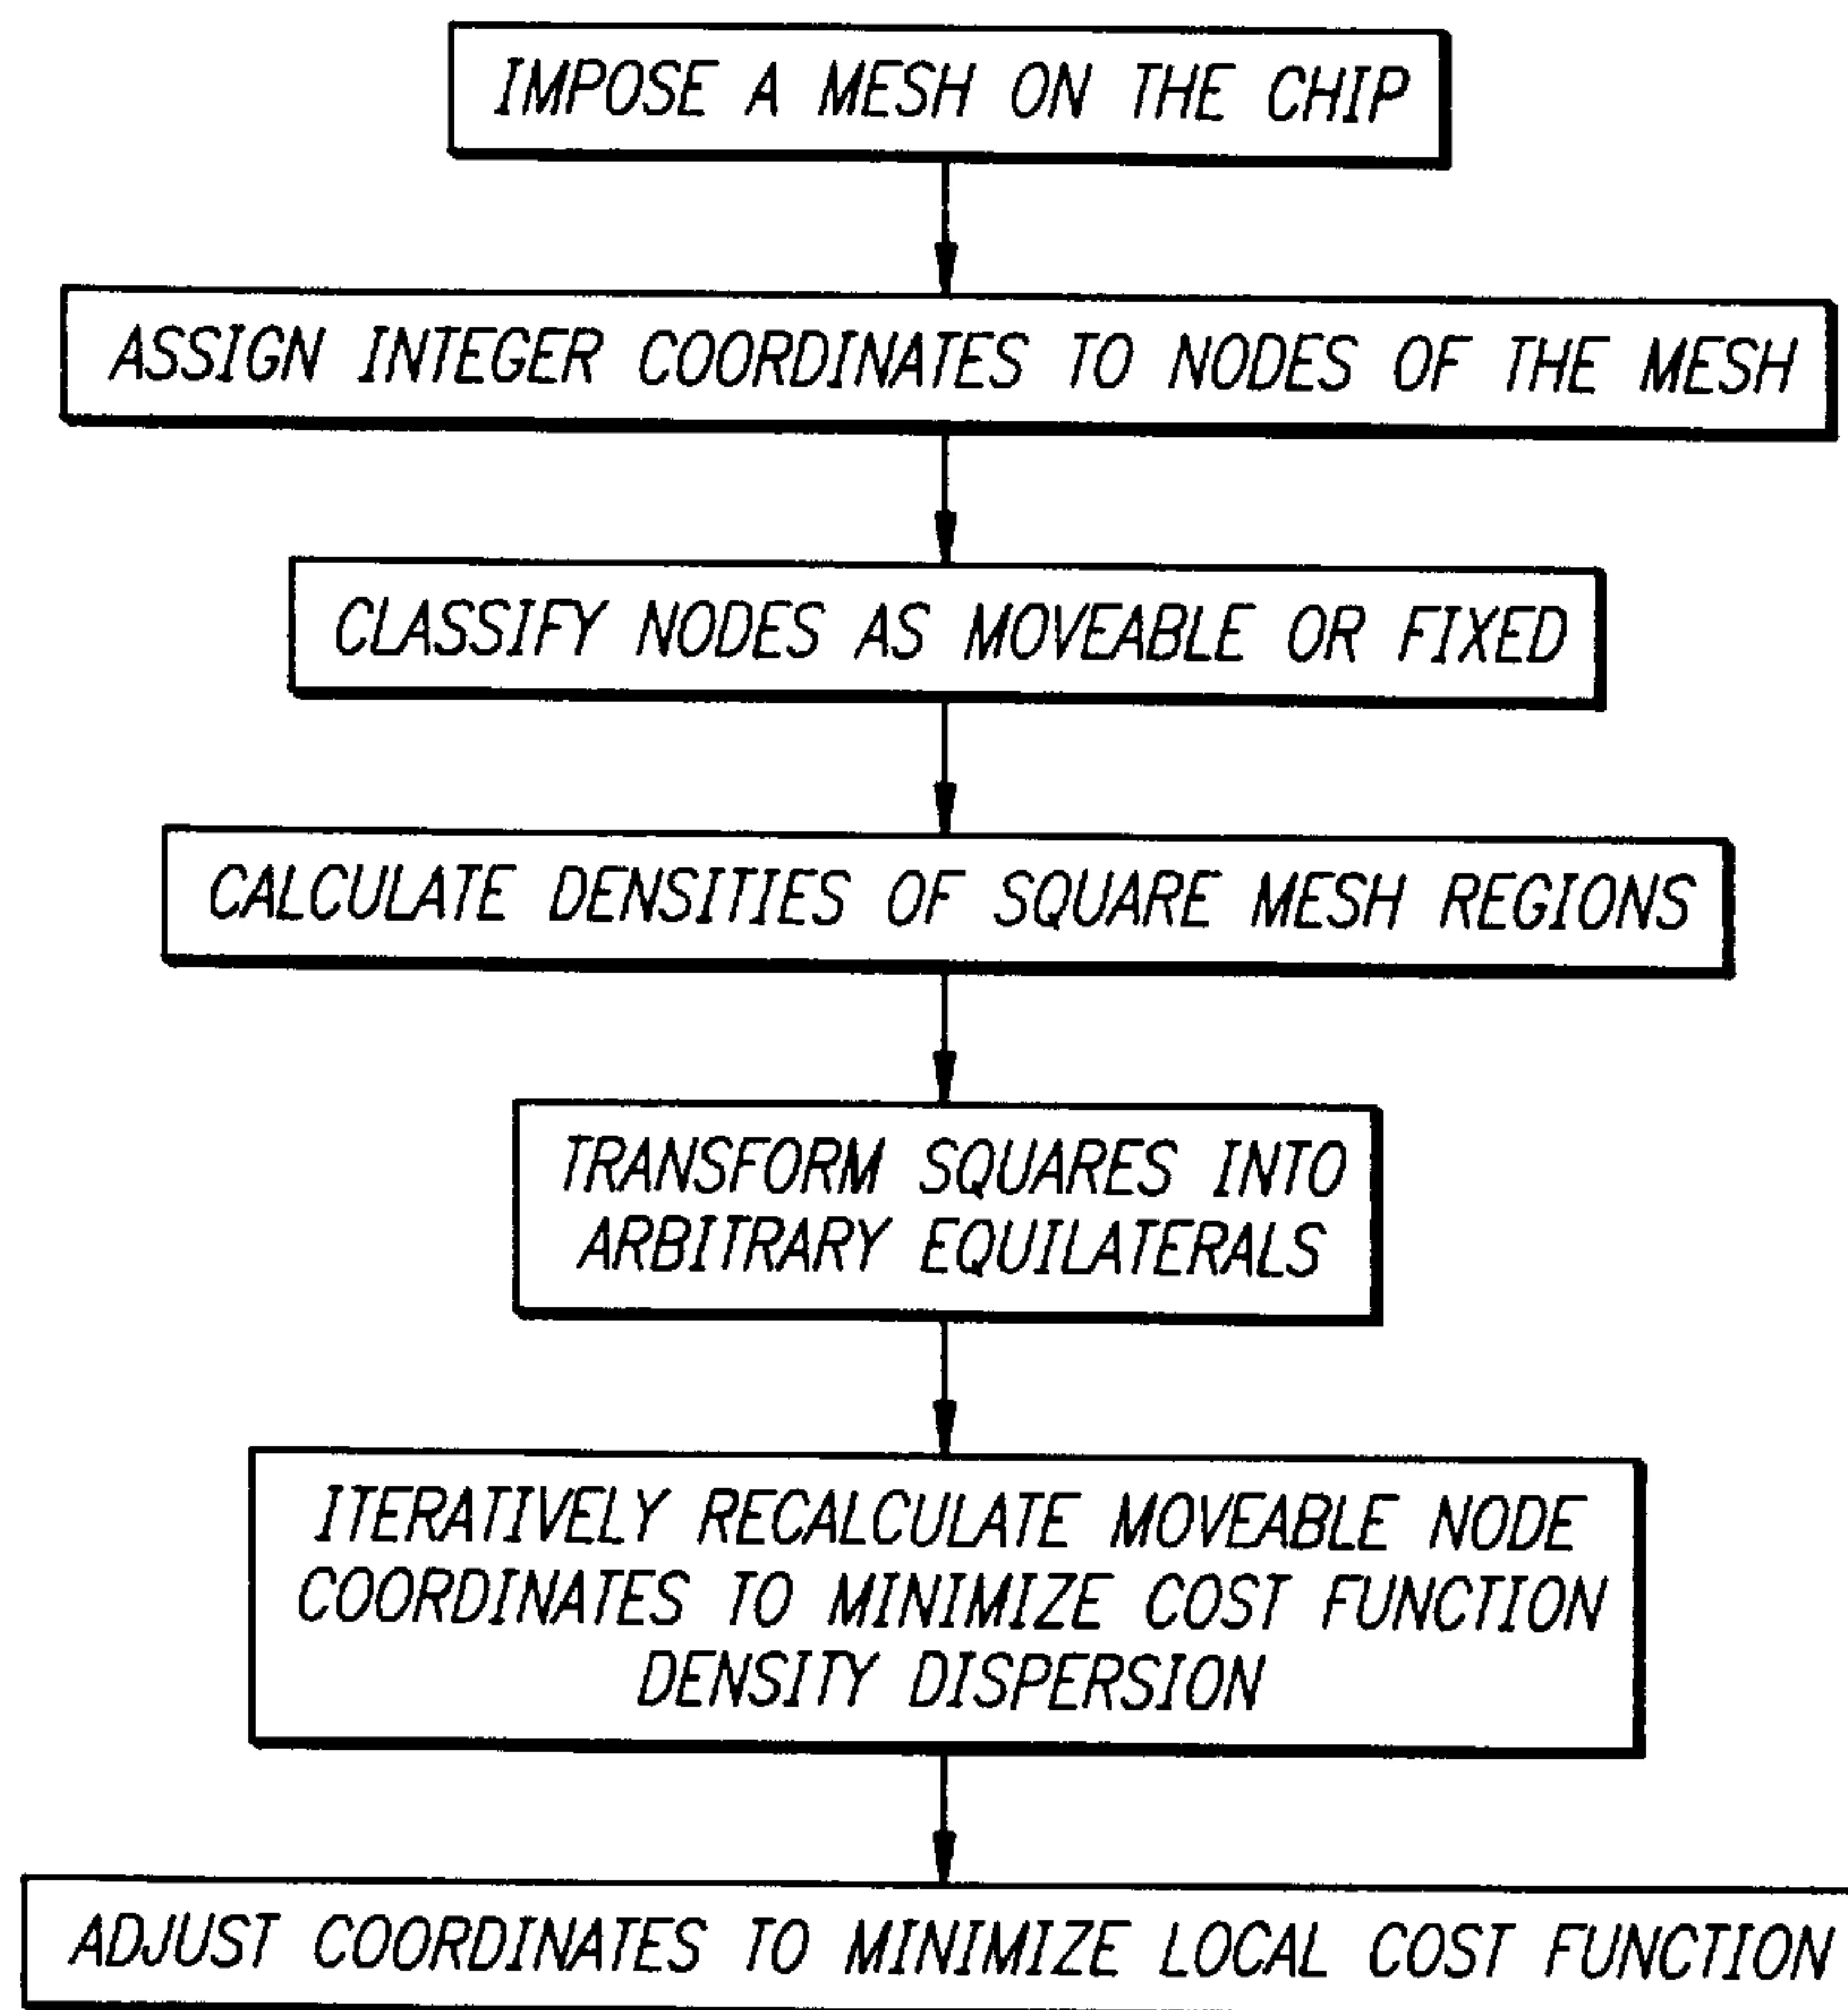 IMPOSE A MESH ON THE CHIP
ASSIGN INTEGER COORDINATES TO NODES OF THE MESH
CLASSIFY NODES AS MOVEABLE OR FIXED
CALCULATE DENSITIES OF SQUARE MESH REGIONS
TRANSFORM SQUARES INTO
ARBITRARY EQUILATERALS
ITERATIVELY RECALCULATE MOVEABLE NODE
COORDINATES TO MINIMIZE COST FUNCTION
DENSITY DISPERSION
ADJUST COORDINATES TO MINIMIZE LOCAL COST FUNCTION